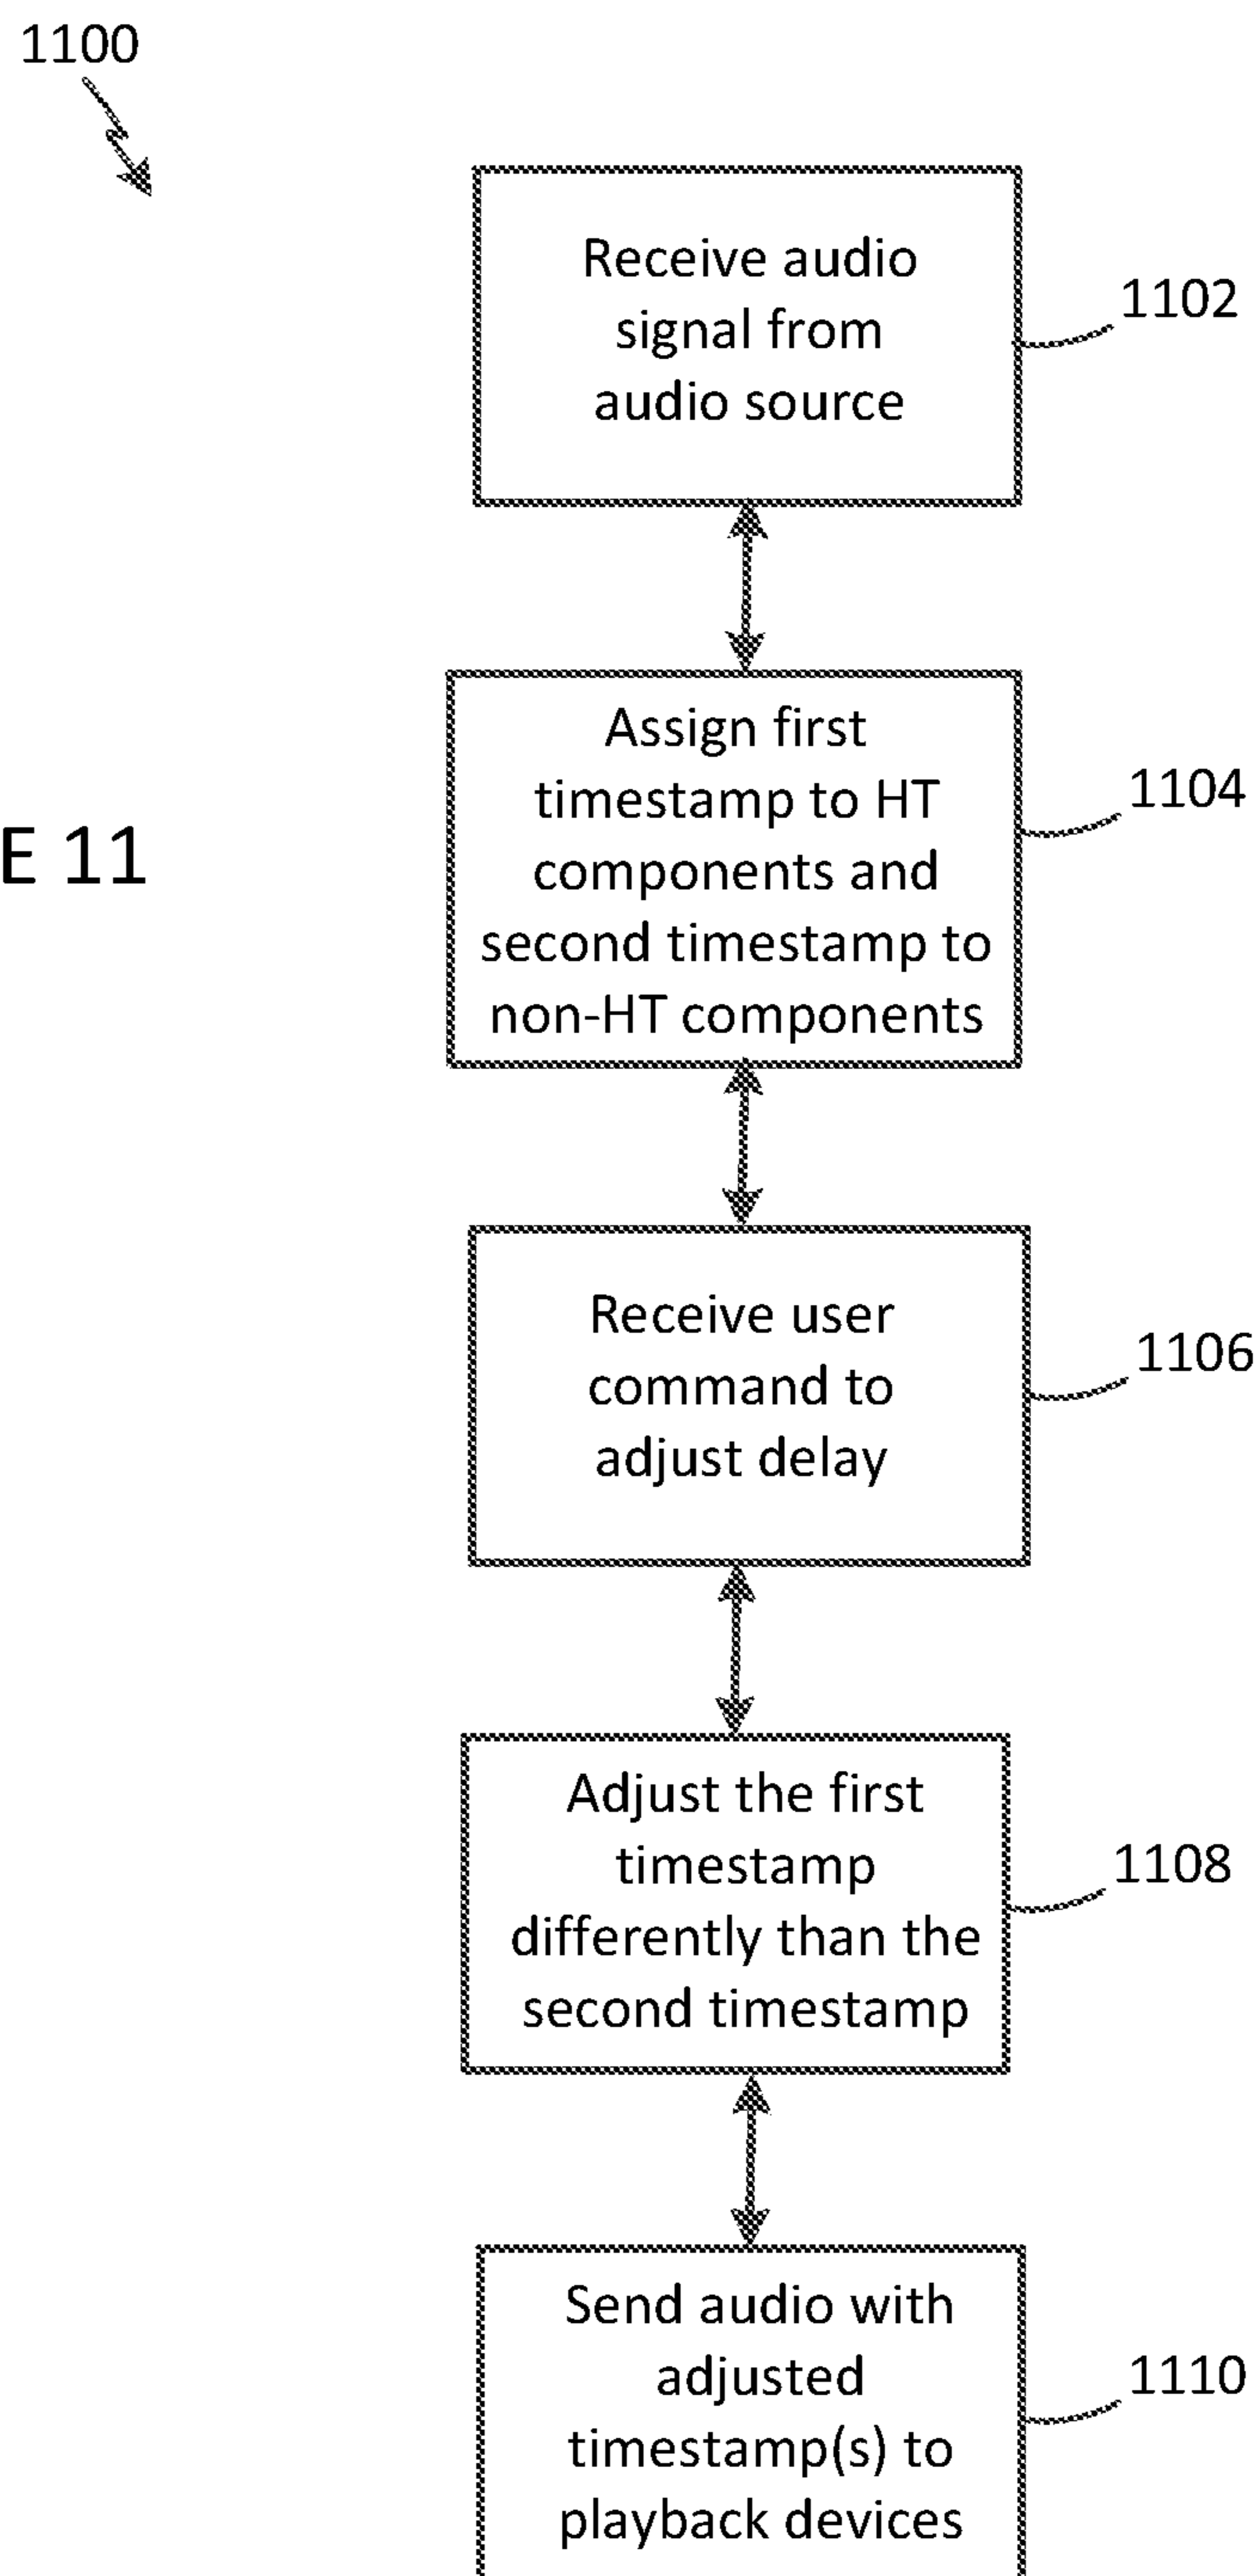 1100
Receive audio
signal from
audio source
1102
Assign first
timestamp to HT
components and
second timestamp to
non-HT components
1104
E 11
Receive user
command to
adjust delay
1106
Adjust the first
timestamp
differently than the
second timestamp
1108
Send audio with
adjusted
timestamp(s) to
playback devices
1110